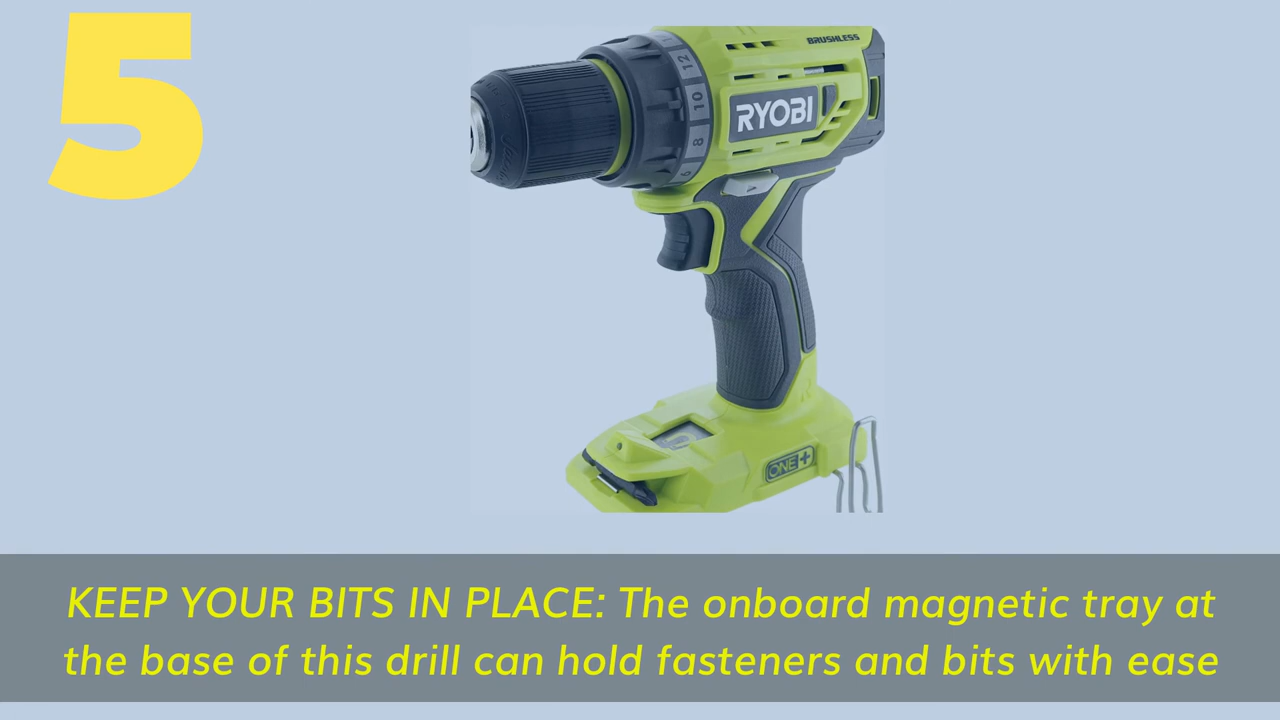 5
BRUSHLESS
12
10
8
6
RYOBI
ONE+
KEEP YOUR BITS IN PLACE: The onboard magnetic tray at
the base of this drill can hold fasteners and bits with ease